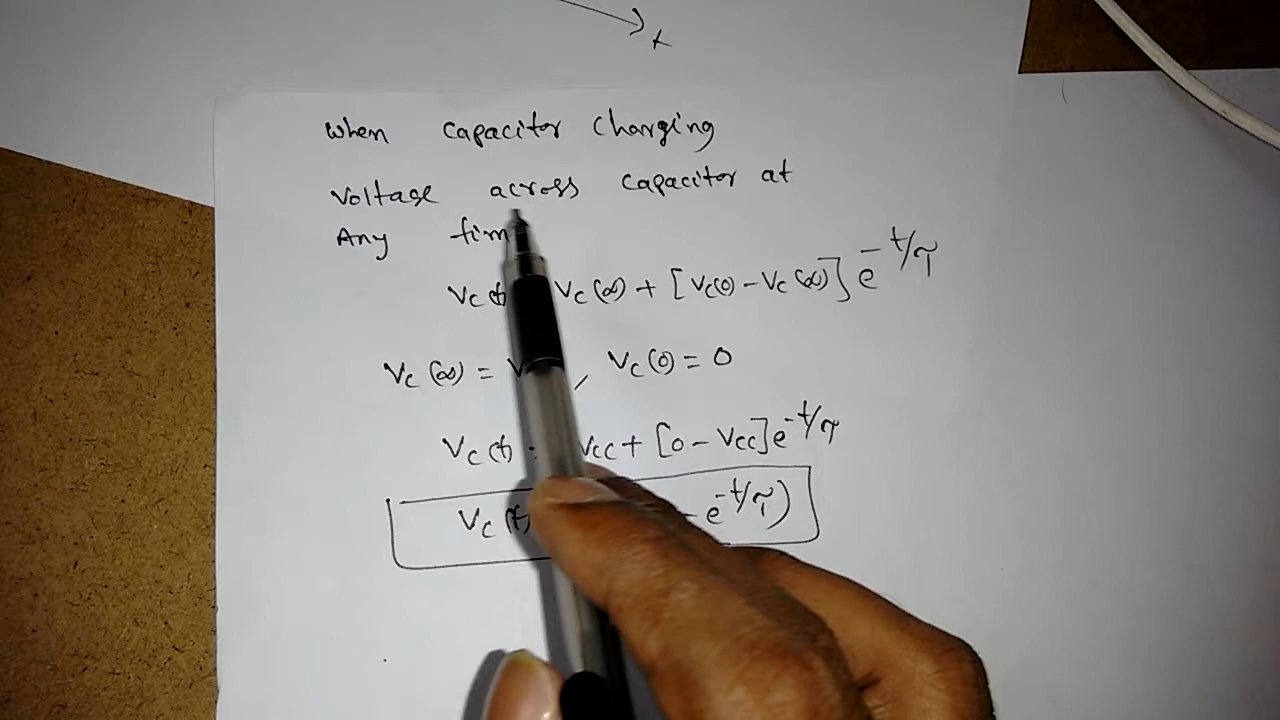 t
When capacitor charging
Voltage across capacitor at
Any
Vc(t) Vc(∞) + [Vc(0) - Vc(∞)] e^-t/τ
Vc(∞) = , Vc(0) = 0
Vc(t) = Vcc + [0 - Vcc] e^-t/τ
Vc(t) - e^-t/τ)